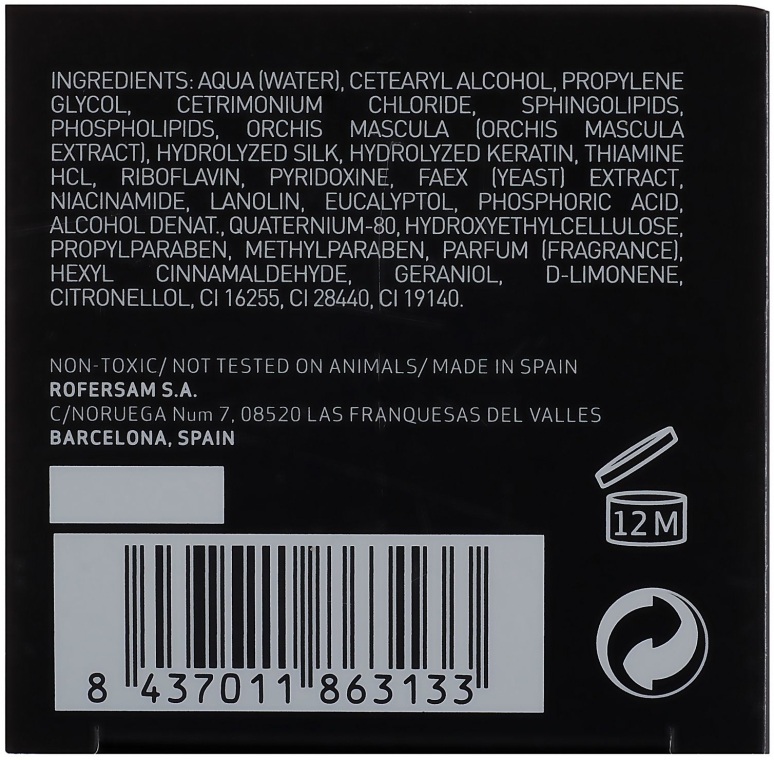 INGREDIENTS: AQUA (WATER), CETEARYL ALCOHOL, PROPYLENE
GLYCOL, CETRIMONIUM CHLORIDE, SPHINGOLIPIDS,
PHOSPHOLIPIDS, ORCHIS MASCULA (ORCHIS MASCULA
EXTRACT), HYDROLYZED SILK, HYDROLYZED KERATIN, THIAMINE
HCL, RIBOFLAVIN, PYRIDOXINE, FAEX (YEAST) EXTRACT,
NIACINAMIDE, LANOLIN, EUCALYPTOL, PHOSPHORIC ACID,
ALCOHOL DENAT., QUATERNIUM-80, HYDROXYETHYLCELLULOSE,
PROPYLPARABEN, METHYLPARABEN, PARFUM (FRAGRANCE),
HEXYL CINNAMALDEHYDE, GERANIOL, D-LIMONENE,
CITRONELLOL, CI 16255, CI 28440, CI 19140.
NON-TOXIC/ NOT TESTED ON ANIMALS/ MADE IN SPAIN
ROFERSAM S.A.
C/NORUEGA Num 7, 08520 LAS FRANQUESAS DEL VALLES
BARCELONA, SPAIN
12M
8 437011 863133